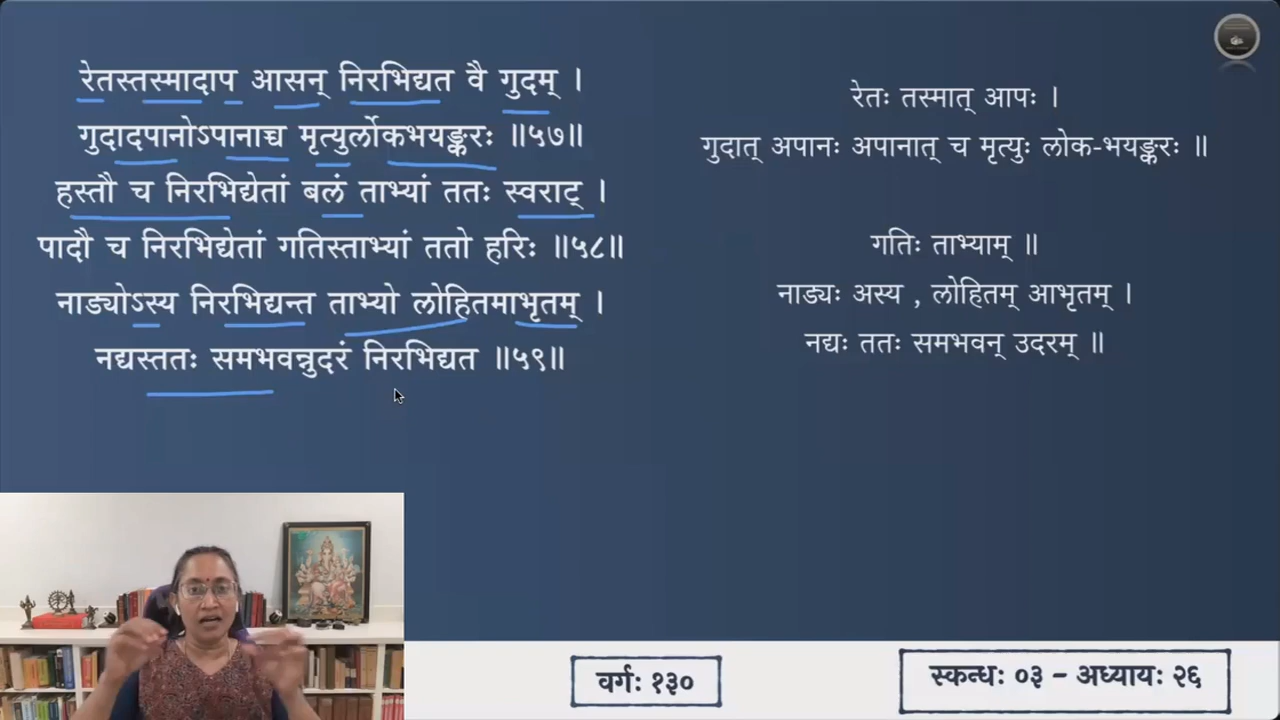 रेतस्तस्मादाप आसन् निरभिद्यत वै गुदम् ।
गुदादपानोऽपानाच्च मृत्युर्लोकभयङ्करः ॥५७॥
हस्तौ च निरभिद्येतां बलं ताभ्यां ततः स्वराट् ।
पादौ च निरभिद्येतां गतिस्ताभ्यां ततो हरिः ॥५८॥
नाड्योऽस्य निरभिद्यन्त ताभ्यो लोहितमाभृतम् ।
नद्यस्ततः समभवन्नुदरं निरभिद्यत ॥५९॥
रेतः तस्मात् आपः ।
गुदात् अपानः अपानात् च मृत्युः लोक-भयङ्करः ॥
गतिः ताभ्याम् ॥
नाड्यः अस्य , लोहितम् आभृतम् ।
नद्यः ततः समभवन् उदरम् ॥
वर्गः १३०
स्कन्धः ०३ - अध्यायः २६